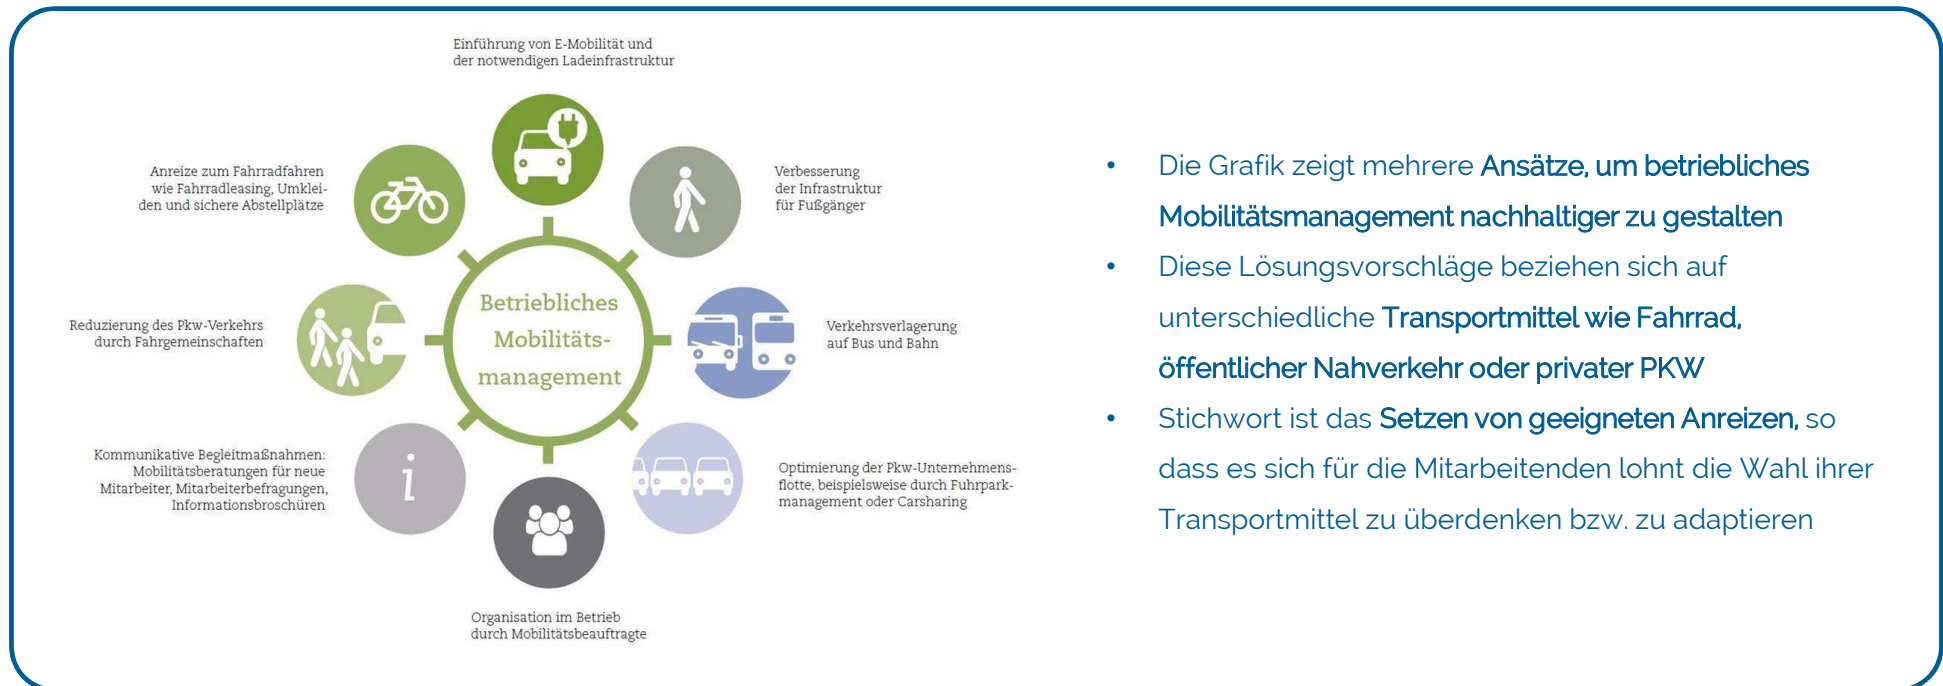 Einführung von E-Mobilität und
der notwendigen Ladeinfrastruktur
Anreize zum Fahrradfahren
wie Fahrradleasing, Umklei-
den und sichere Abstellplätze
Verbesserung
der Infrastruktur
für Fußgänger
Reduzierung des Pkw-Verkehrs
durch Fahrgemeinschaften
Betriebliches
Mobilitäts-
management
Verkehrsverlagerung
auf Bus und Bahn
Kommunikative Begleitmaßnahmen:
Mobilitätsberatungen für neue
Mitarbeiter, Mitarbeiterbefragungen,
Informationsbroschüren
i
Optimierung der Pkw-Unternehmens-
flotte, beispielsweise durch Fuhrpark-
management oder Carsharing
Organisation im Betrieb
durch Mobilitätsbeauftragte
• Die Grafik zeigt mehrere Ansätze, um betriebliches
Mobilitätsmanagement nachhaltiger zu gestalten
• Diese Lösungsvorschläge beziehen sich auf
unterschiedliche Transportmittel wie Fahrrad,
öffentlicher Nahverkehr oder privater PKW
• Stichwort ist das Setzen von geeigneten Anreizen, so
dass es sich für die Mitarbeitenden lohnt die Wahl ihrer
Transportmittel zu überdenken bzw. zu adaptieren